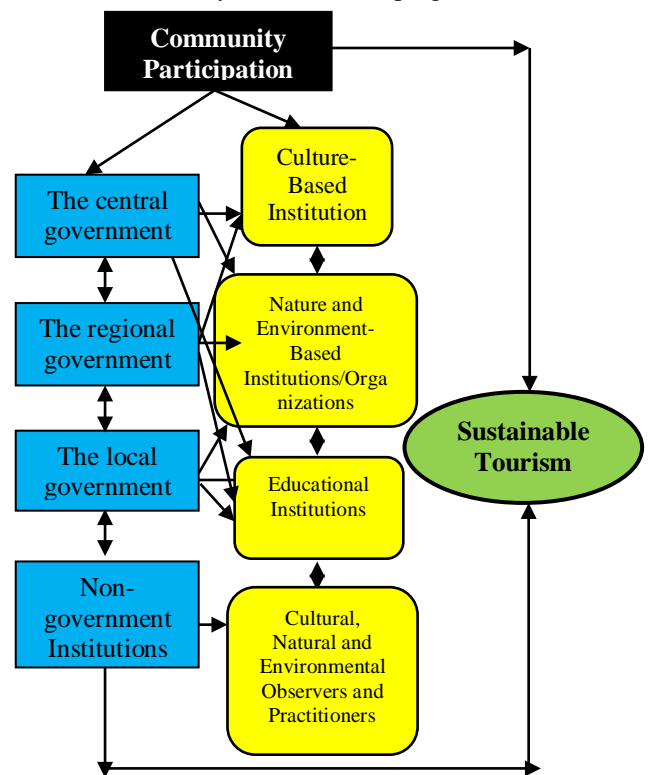 Community
Participation
Culture-
Based
Institution
The central
government
Nature and
Environment-
Based
Institutions/Orga
nizations
The regional
government
Sustainable
Tourism
The local
government
Educational
Institutions
Non-
government
Institutions
Cultural,
Natural and
Environmental
Observers and
Practitioners